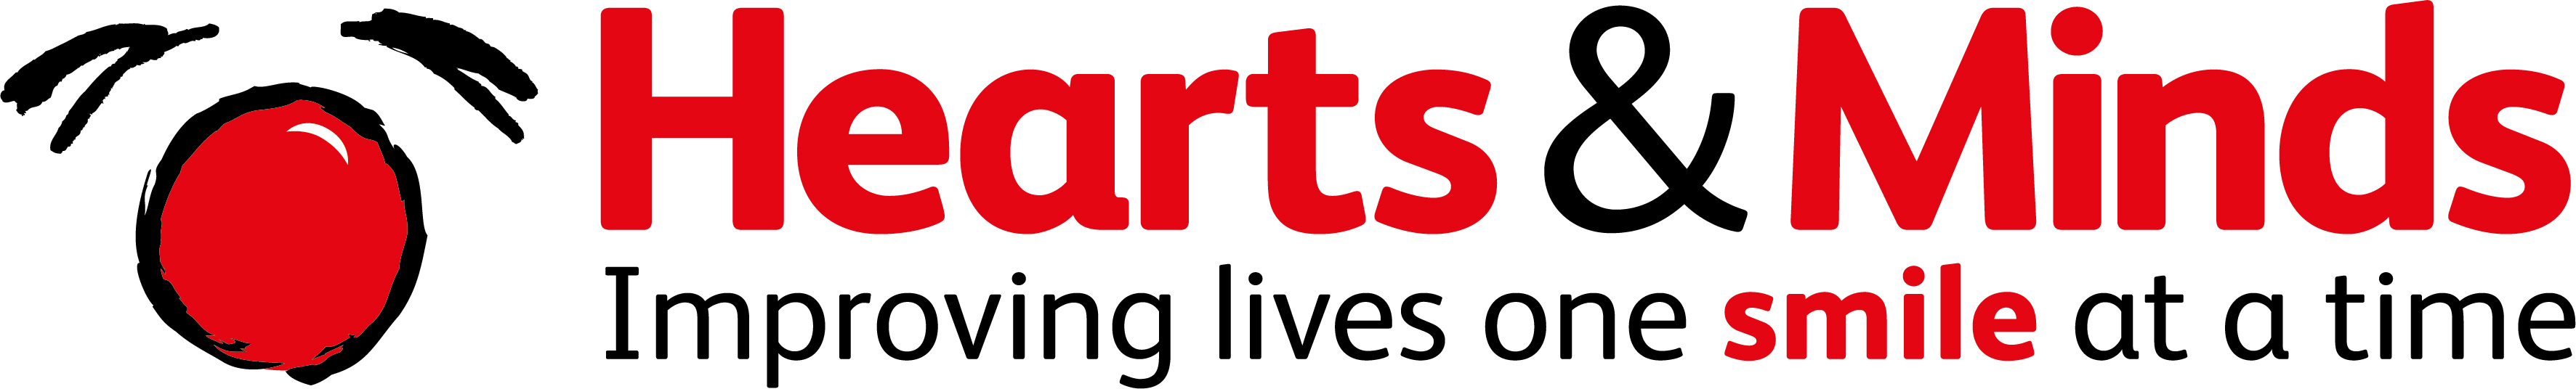 Hearts & Minds
Improving lives one smile at a time